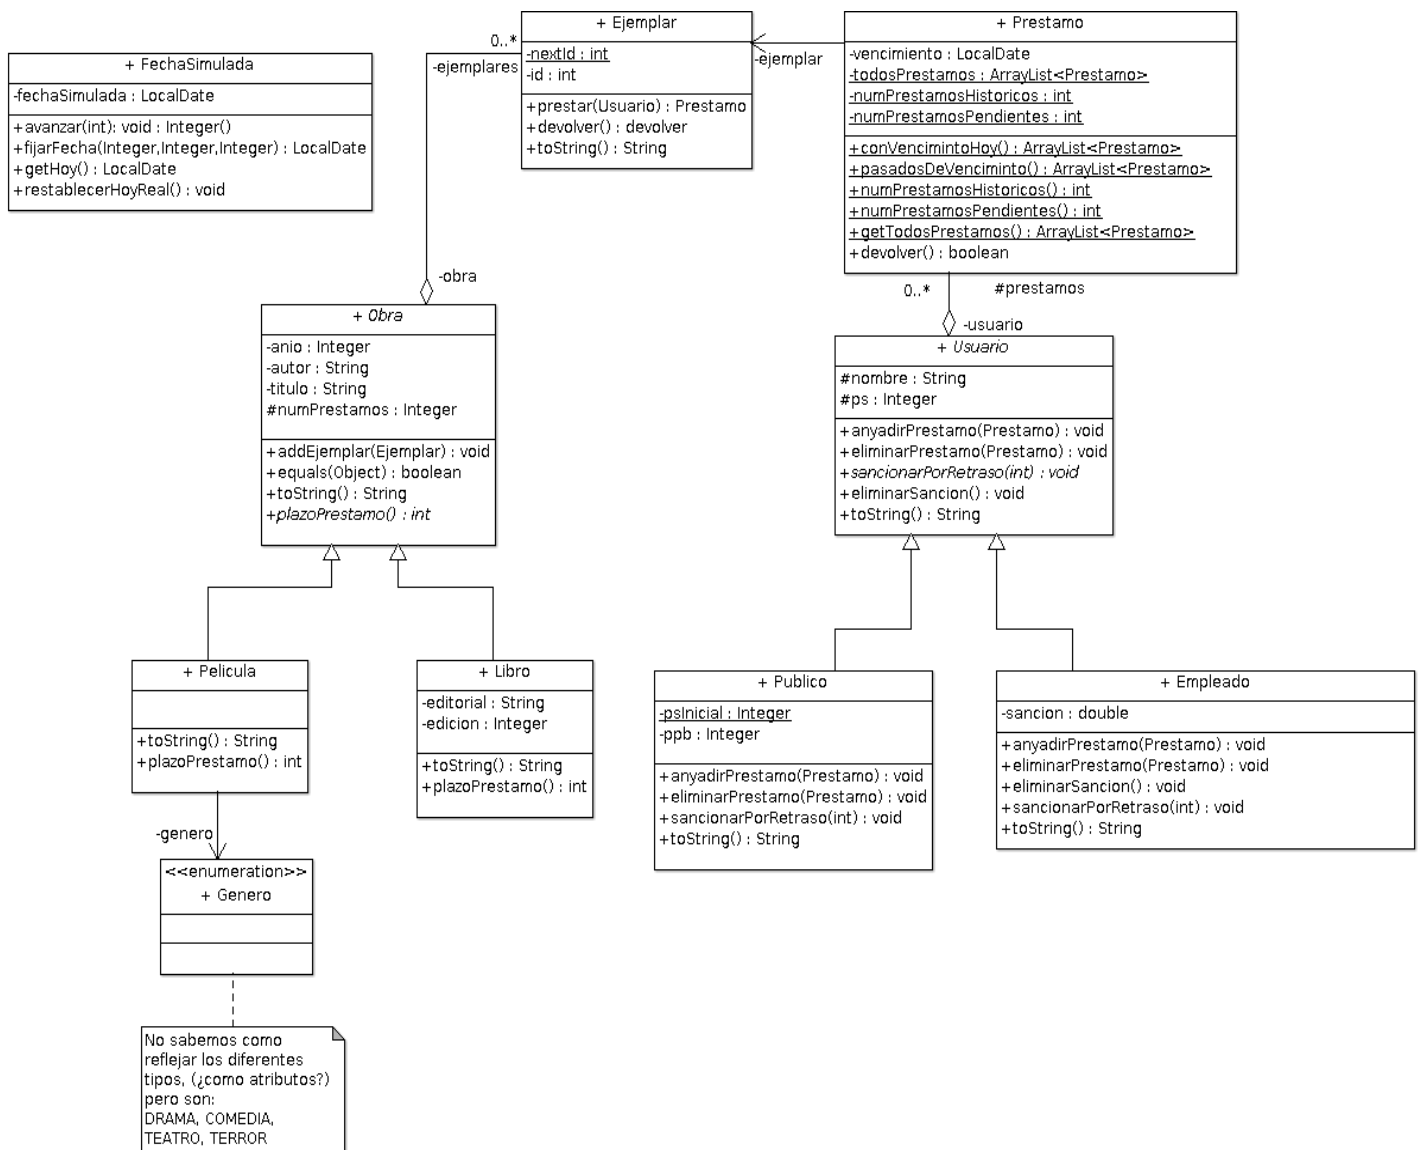 + FechaSimulada
-fechaSimulada : LocalDate
+avanzar(int): void : Integer()
+fijarFecha(Integer,Integer,Integer) : LocalDate
+getHoy() : LocalDate
+restablecerHoyReal() : void
0..*
-ejemplares
+ Ejemplar
-nextId : int
-id : int
+prestar(Usuario) : Prestamo
+devolver() : devolver
+toString() : String
-ejemplar
+ Prestamo
-vencimiento : LocalDate
-todosPrestamos : ArrayList<Prestamo>
-numPrestamosHistoricos : int
-numPrestamosPendientes : int
+conVencimintoHoy() : ArrayList<Prestamo>
+pasadosDeVenciminto() : ArrayList<Prestamo>
+numPrestamosHistoricos() : int
+numPrestamosPendientes() : int
+getTodosPrestamos() : ArrayList<Prestamo>
+devolver() : boolean
0..*
#prestamos
-usuario
-obra
+ Obra
-anio : Integer
-autor : String
-titulo : String
#numPrestamos : Integer
+addEjemplar(Ejemplar) : void
+equals(Object) : boolean
+toString() : String
+plazoPrestamo() : int
+ Usuario
#nombre : String
#ps : Integer
+anyadirPrestamo(Prestamo) : void
+eliminarPrestamo(Prestamo) : void
+sancionarPorRetraso(int) : void
+eliminarSancion() : void
+toString() : String
+ Pelicula
+toString() : String
+plazoPrestamo() : int
-genero
+ Libro
-editorial : String
-edicion : Integer
+toString() : String
+plazoPrestamo() : int
+ Publico
-psInicial : Integer
-ppb : Integer
+anyadirPrestamo(Prestamo) : void
+eliminarPrestamo(Prestamo) : void
+sancionarPorRetraso(int) : void
+toString() : String
+ Empleado
-sancion : double
+anyadirPrestamo(Prestamo) : void
+eliminarPrestamo(Prestamo) : void
+eliminarSancion() : void
+sancionarPorRetraso(int) : void
+toString() : String
<<enumeration>>
+ Genero
No sabemos como
reflejar los diferentes
tipos, (¿como atributos?)
pero son:
DRAMA, COMEDIA,
TEATRO, TERROR